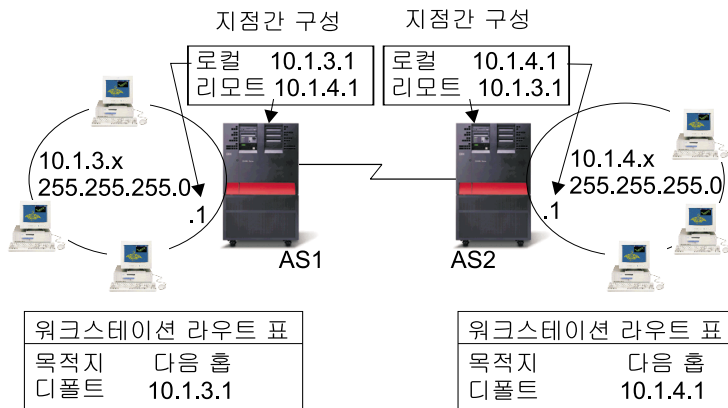 지점간 구성
지점간 구성
로컬 10.1.3.1
리모트 10.1.4.1
로컬 10.1.4.1
리모트 10.1.3.1
10.1.3.x
255.255.255.0
.1
10.1.4.x
255.255.255.0
.1
AS1
AS2
워크스테이션 라우트 표
목적지 다음 홉
디폴트 10.1.3.1
워크스테이션 라우트 표
목적지 다음 홉
디폴트 10.1.4.1